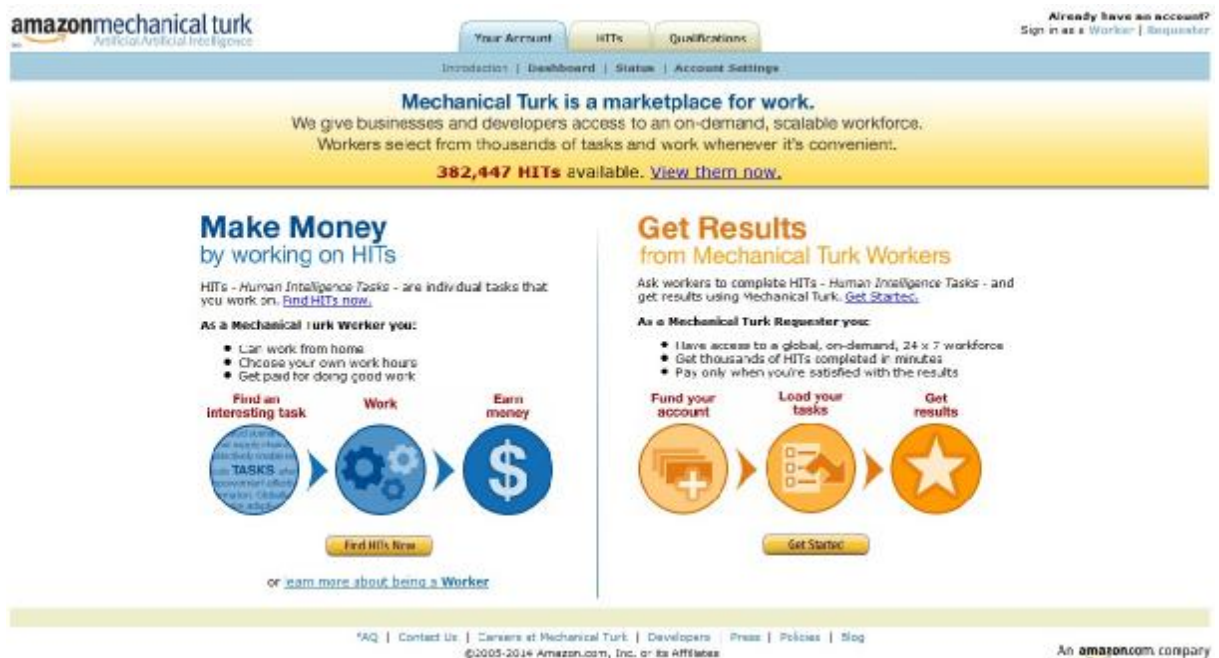 amazonmechanical turk
Artificial Artificial Intelligence
Your Account
HITs
Qualifications
Already have an account?
Sign in as a Worker | Requester
Introduction | Dashboard | Status | Account Settings
Mechanical Turk is a marketplace for work.
We give businesses and developers access to an on-demand, scalable workforce.
Workers select from thousands of tasks and work whenever it's convenient.
382,447 HITs available. View them now.
Make Money
by working on HITs
HITs - Human Intelligence Tasks - are individual tasks that
you work on. Find HITs now.
As a Mechanical Turk Worker you:
• Can work from home
• Choose your own work hours
• Get paid for doing good work
Find an
interesting task
Work
Earn
money
TASKS
$
Find HITs Now
or learn more about being a Worker
Get Results
from Mechanical Turk Workers
Ask workers to complete HITs - Human Intelligence Tasks - and
get results using Mechanical Turk. Get Started.
As a Mechanical Turk Requester you:
• Have access to a global, on-demand, 24 x 7 workforce
• Get thousands of HITs completed in minutes
• Pay only when you're satisfied with the results
Fund your
account
Load your
tasks
Get
results
Get Started
FAQ | Contact Us | Careers at Mechanical Turk | Developers | Press | Policies | Blog
©2005-2014 Amazon.com, Inc. or its Affiliates
An amazon.com company